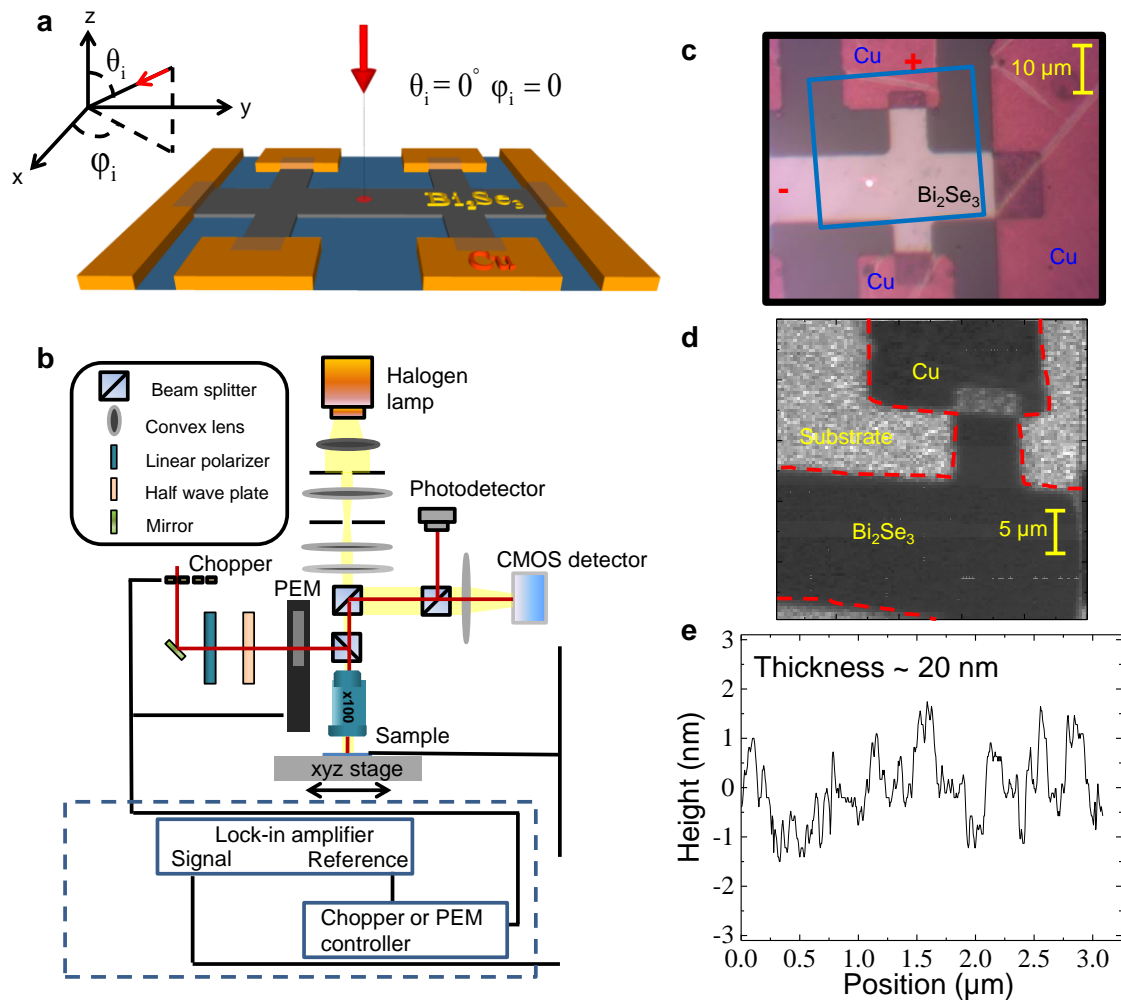 a
z
θi
y
x
φi
θi=0° φi=0
Bi2Se3
Cu
b
Beam splitter
Convex lens
Linear polarizer
Half wave plate
Mirror
Halogen
lamp
Photodetector
CMOS detector
Chopper
PEM
x100
Sample
xyz stage
Lock-in amplifier
Signal
Reference
Chopper or PEM
controller
c
Cu
+
10 µm
-
Bi2Se3
Cu
Cu
d
Cu
Substrate
Bi2Se3
5 µm
e
Thickness ~ 20 nm
Height (nm)
3
2
1
0
-1
-2
-3
0.0 0.5 1.0 1.5 2.0 2.5 3.0
Position (µm)